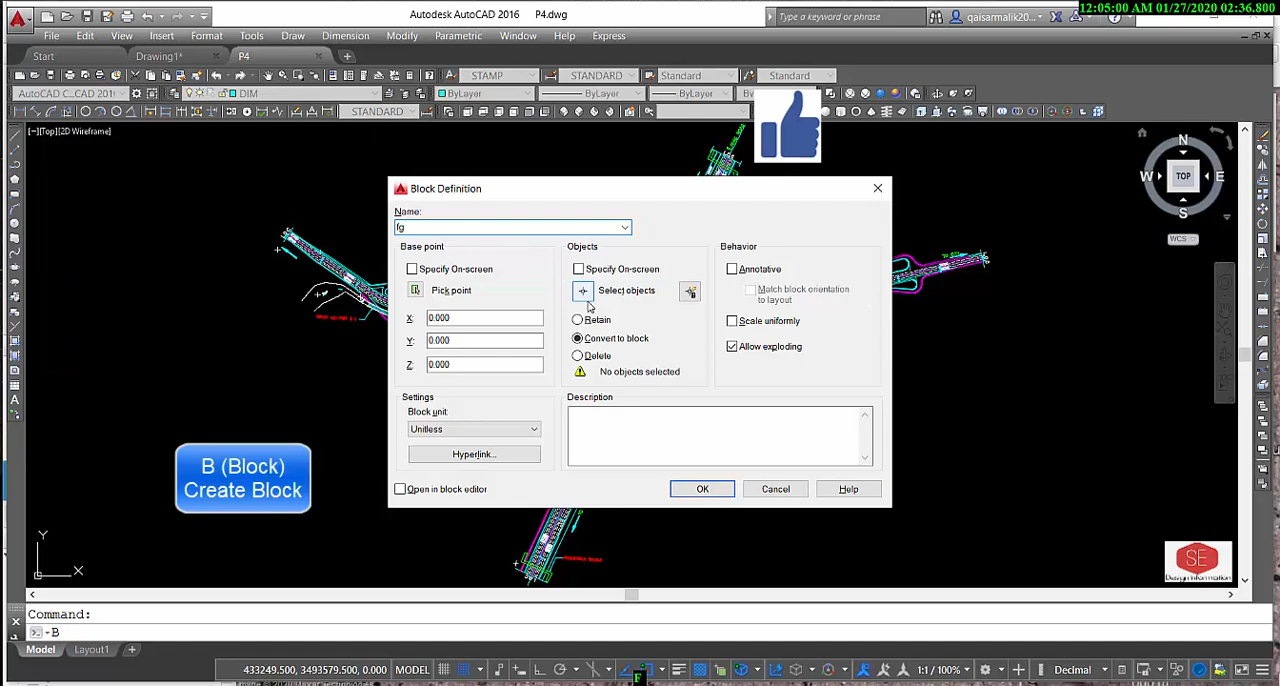 12:05:00 AM 01/27/2020 02:36.800
Autodesk AutoCAD 2016 P4.dwg
Type a keyword or phrase
qaisarmalik20...
File Edit View Insert Format Tools Draw Dimension Modify Parametric Window Help Express
Start
Drawing1*
P4
STAMP
STANDARD
Standard
Standard
AutoCAD C...CAD 201
DIM
ByLayer
ByLayer
ByLayer
STANDARD
[−][Top][2D Wireframe]
N
W
TOP
E
S
WCS
Block Definition
Name:
fg
Base point
Specify On-screen
Pick point
X: 0.000
Y: 0.000
Z: 0.000
Objects
Specify On-screen
Select objects
Retain
Convert to block
Delete
No objects selected
Behavior
Annotative
Match block orientation
to layout
Scale uniformly
Allow exploding
Settings
Block unit:
Unitless
Hyperlink...
Description
Open in block editor
OK
Cancel
Help
B (Block)
Create Block
Y
X
SE
Design Information
Command:
B
Model
Layout1
433249.500, 3493579.500, 0.000 MODEL
1:1 / 100%
Decimal
F